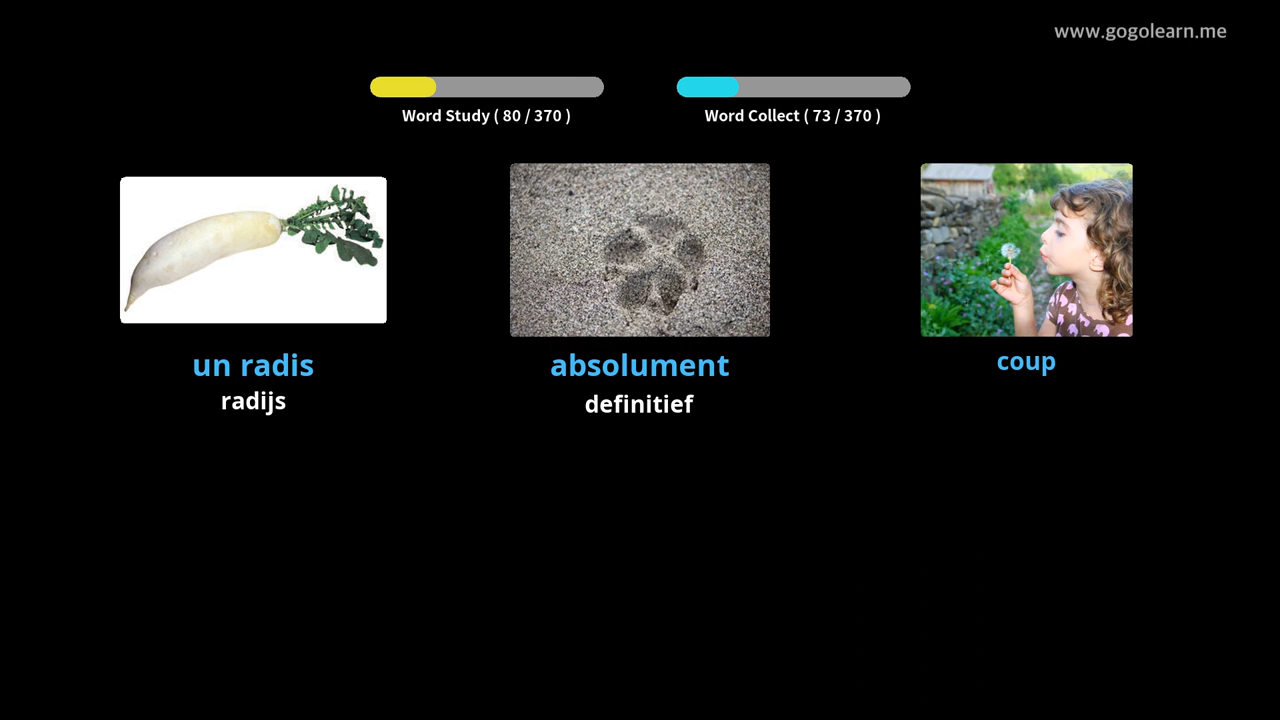 www.gogolearn.me
Word Study ( 80 / 370 )
Word Collect ( 73 / 370 )
un radis
radijs
absolument
definitief
coup